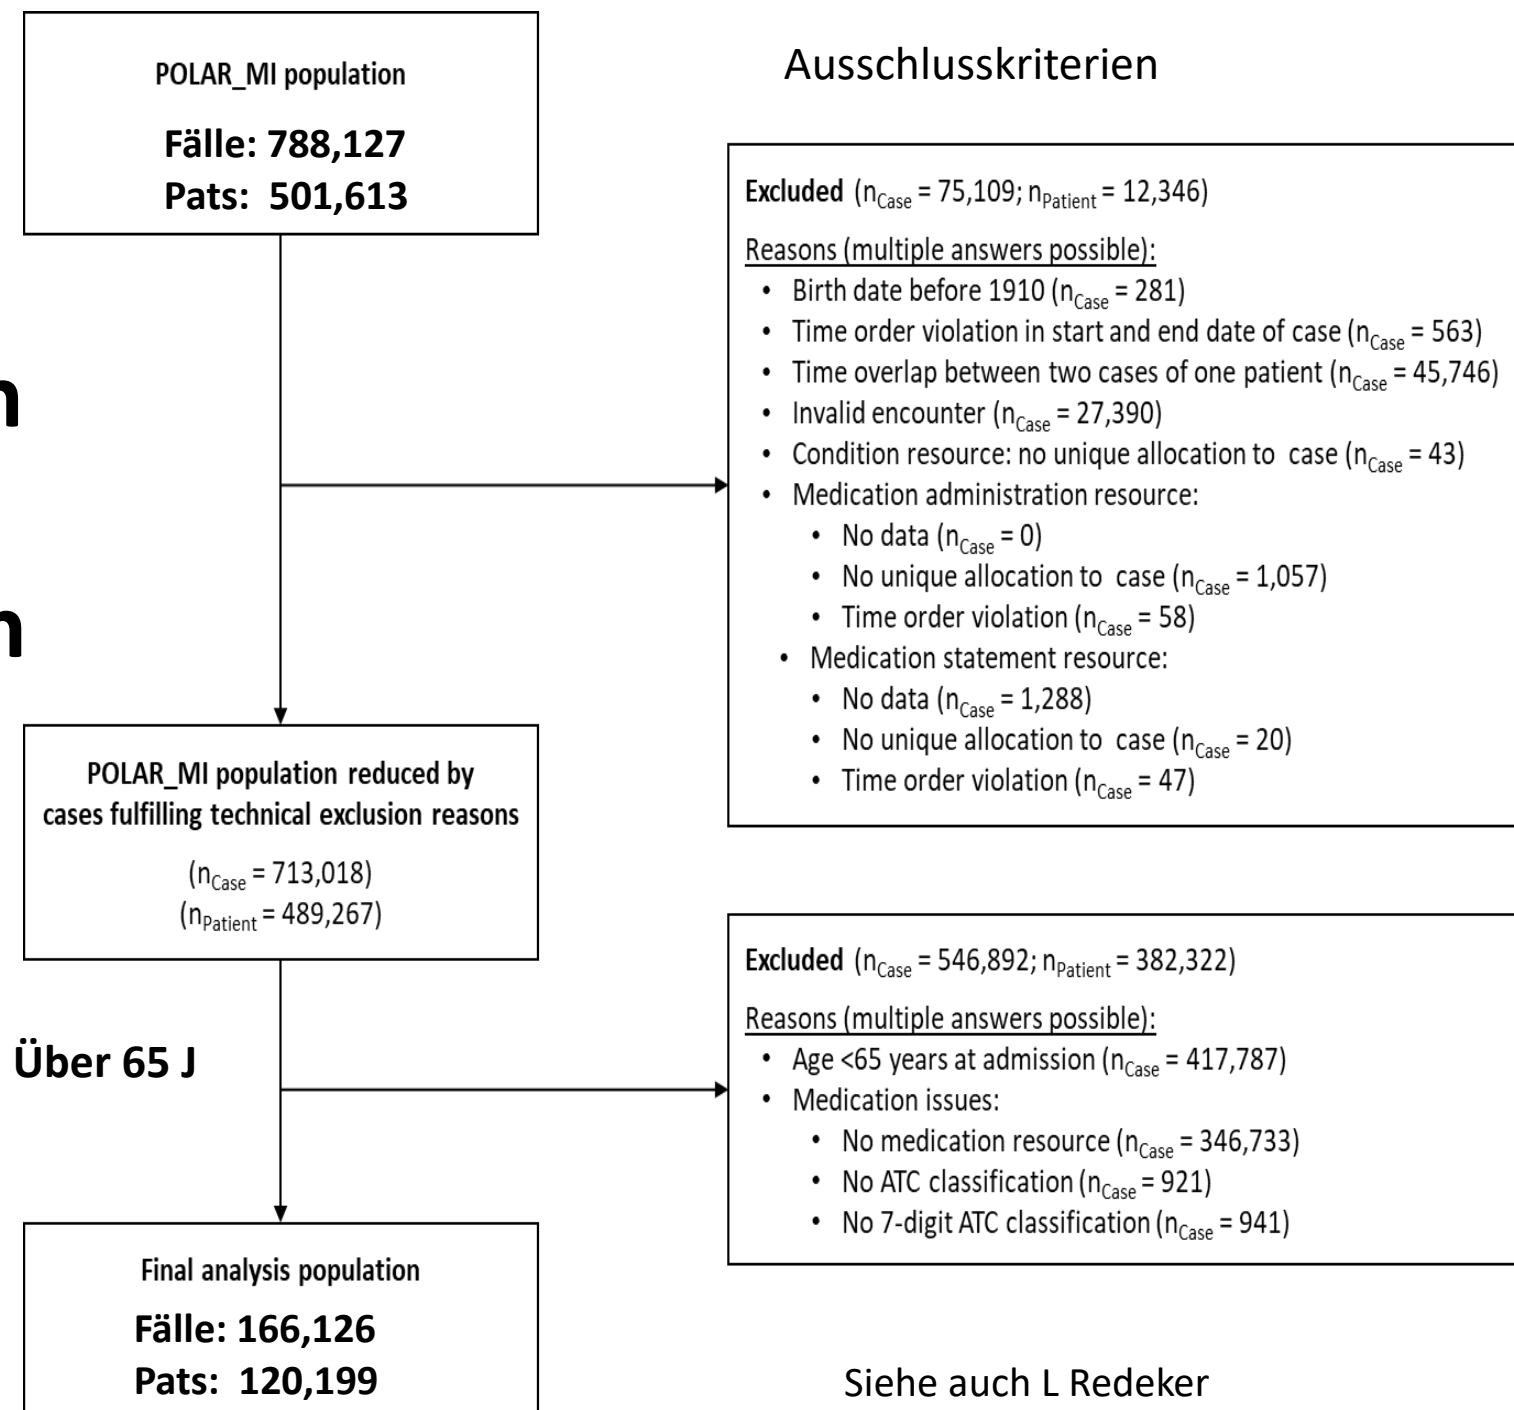 POLAR_MI population
Fälle: 788,127
Pats: 501,613
Ausschlusskriterien
Excluded (nCase = 75,109; nPatient = 12,346)
Reasons (multiple answers possible):
• Birth date before 1910 (nCase = 281)
• Time order violation in start and end date of case (nCase = 563)
• Time overlap between two cases of one patient (nCase = 45,746)
• Invalid encounter (nCase = 27,390)
• Condition resource: no unique allocation to case (nCase = 43)
• Medication administration resource:
• No data (nCase = 0)
• No unique allocation to case (nCase = 1,057)
• Time order violation (nCase = 58)
• Medication statement resource:
• No data (nCase = 1,288)
• No unique allocation to case (nCase = 20)
• Time order violation (nCase = 47)
n
n
POLAR_MI population reduced by
cases fulfilling technical exclusion reasons
(nCase = 713,018)
(nPatient = 489,267)
Über 65 J
Excluded (nCase = 546,892; nPatient = 382,322)
Reasons (multiple answers possible):
• Age <65 years at admission (nCase = 417,787)
• Medication issues:
• No medication resource (nCase = 346,733)
• No ATC classification (nCase = 921)
• No 7-digit ATC classification (nCase = 941)
Final analysis population
Fälle: 166,126
Pats: 120,199
Siehe auch L Redeker